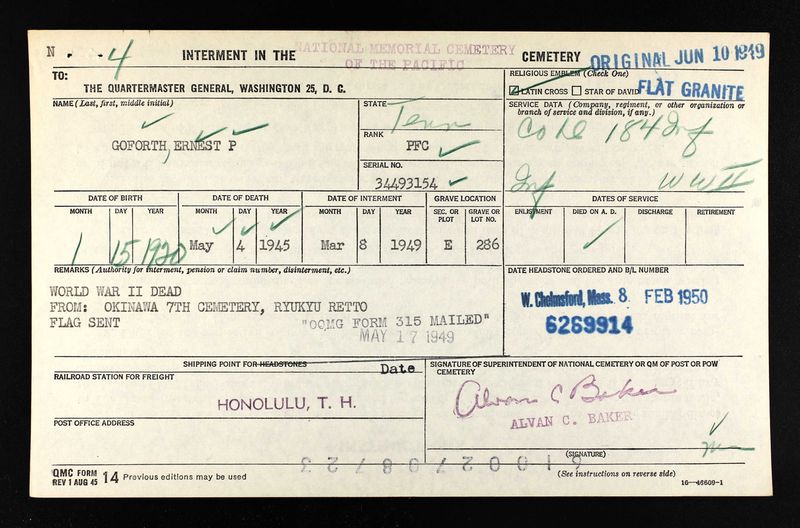 N 4 INTERMENT IN THE NATIONAL MEMORIAL CEMETERY OF THE PACIFIC CEMETERY ORIGINAL JUN 10 1949
TO:
THE QUARTERMASTER GENERAL, WASHINGTON 25, D. C.
RELIGIOUS EMBLEM (Check One)
LATIN CROSS STAR OF DAVID FLAT GRANITE
NAME (Last, first, middle initial)
GOFORTH, ERNEST P
STATE Tenn
RANK
PFC
SERIAL NO.
34493154
SERVICE DATA (Company, regiment, or other organization or branch of service and division, if any.)
Co L 184 Inf
Inf WW II
DATE OF BIRTH DATE OF DEATH DATE OF INTERMENT GRAVE LOCATION DATES OF SERVICE
MONTH DAY YEAR MONTH DAY YEAR MONTH DAY YEAR SEC. OR PLOT GRAVE OR LOT NO. ENLISTMENT DIED ON A. D. DISCHARGE RETIREMENT
1 15 1920 May 4 1945 Mar 8 1949 E 286
REMARKS (Authority for interment, pension or claim number, disinterment, etc.)
WORLD WAR II DEAD
FROM: OKINAWA 7TH CEMETERY, RYUKYU RETTO
FLAG SENT "OQMG FORM 315 MAILED"
MAY 17 1949
DATE HEADSTONE ORDERED AND B/L NUMBER
W. Chelmsford, Mass. 8 FEB 1950
6269914
SHIPPING POINT FOR HEADSTONES Date
RAILROAD STATION FOR FREIGHT
HONOLULU, T. H.
POST OFFICE ADDRESS
SIGNATURE OF SUPERINTENDENT OF NATIONAL CEMETERY OR QM OF POST OR POW CEMETERY
Alvan C Baker
ALVAN C. BAKER
(SIGNATURE)
(See instructions on reverse side)
QMC FORM
REV 1 AUG 45 14 Previous editions may be used
16—46609-1